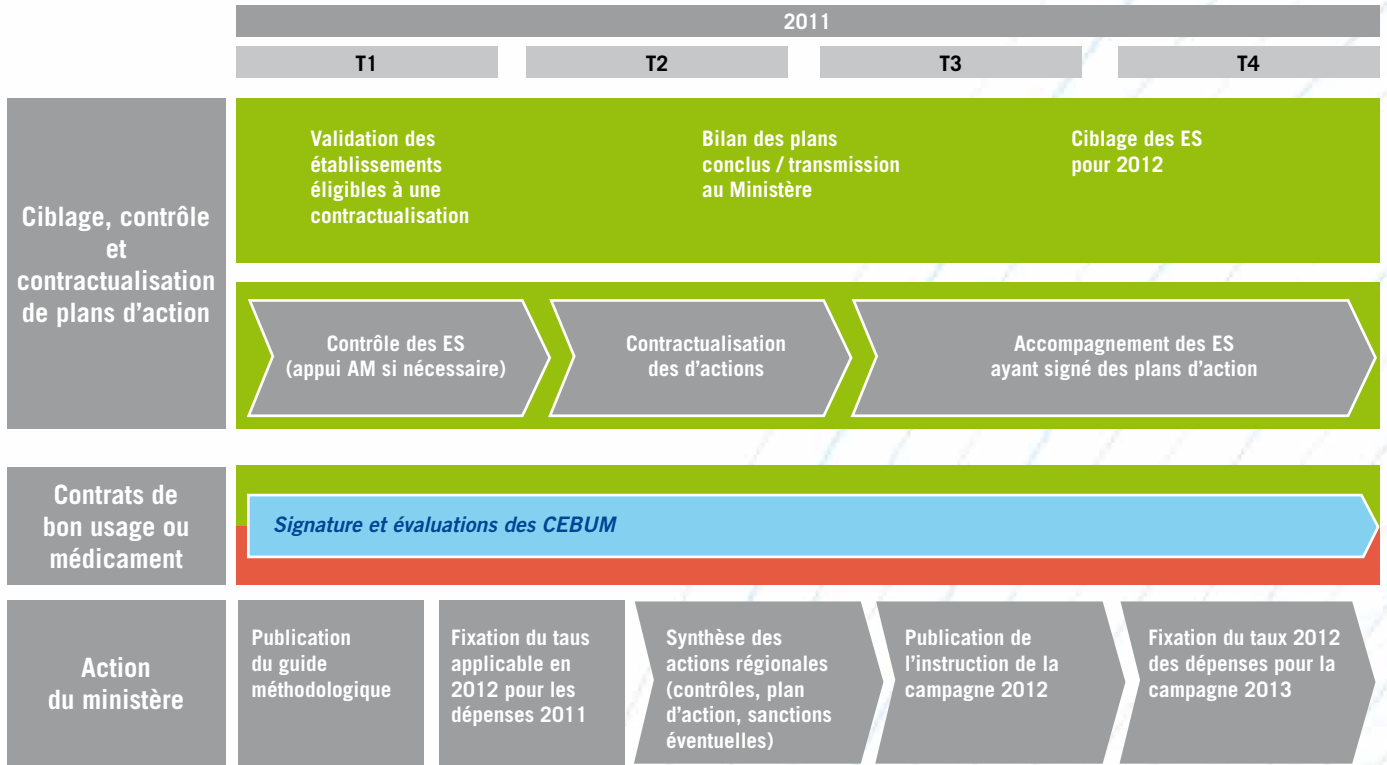 2011
T1
T2
T3
T4
Ciblage, contrôle
et
contractualisation
de plans d'action
Validation des
établissements
éligibles à une
contractualisation
Bilan des plans
conclus / transmission
au Ministère
Ciblage des ES
pour 2012
Contrôle des ES
(appui AM si nécessaire)
Contractualisation
des d'actions
Accompagnement des ES
ayant signé des plans d'action
Contrats de
bon usage ou
médicament
Signature et évaluations des CEBUM
Action
du ministère
Publication
du guide
méthodologique
Fixation du taus
applicable en
2012 pour les
dépenses 2011
Synthèse des
actions régionales
(contrôles, plan
d'action, sanctions
éventuelles)
Publication de
l'instruction de la
campagne 2012
Fixation du taux 2012
des dépenses pour la
campagne 2013